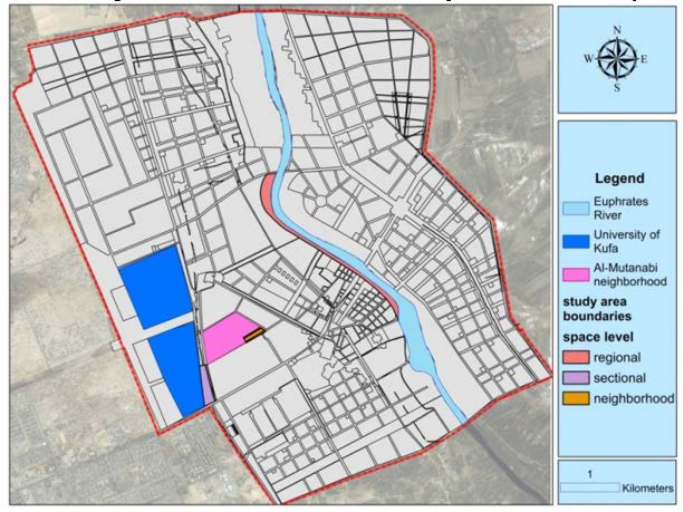 N
W E
S
Legend
Euphrates
River
University of
Kufa
Al-Mutanabi
neighborhood
study area
boundaries
space level
regional
sectional
neighborhood
1
Kilometers